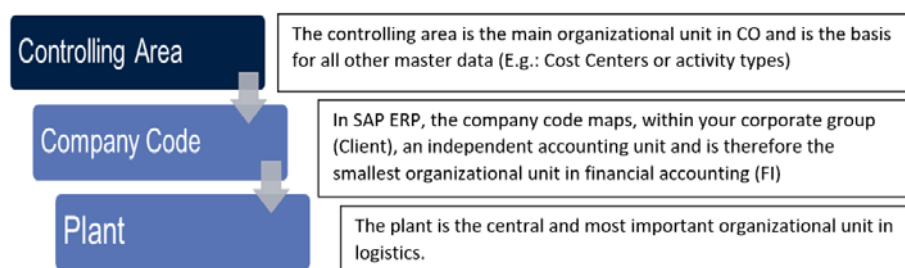 Controlling Area
The controlling area is the main organizational unit in CO and is the basis
for all other master data (E.g.: Cost Centers or activity types)
Company Code
In SAP ERP, the company code maps, within your corporate group
(Client), an independent accounting unit and is therefore the
smallest organizational unit in financial accounting (FI)
Plant
The plant is the central and most important organizational unit in
logistics.